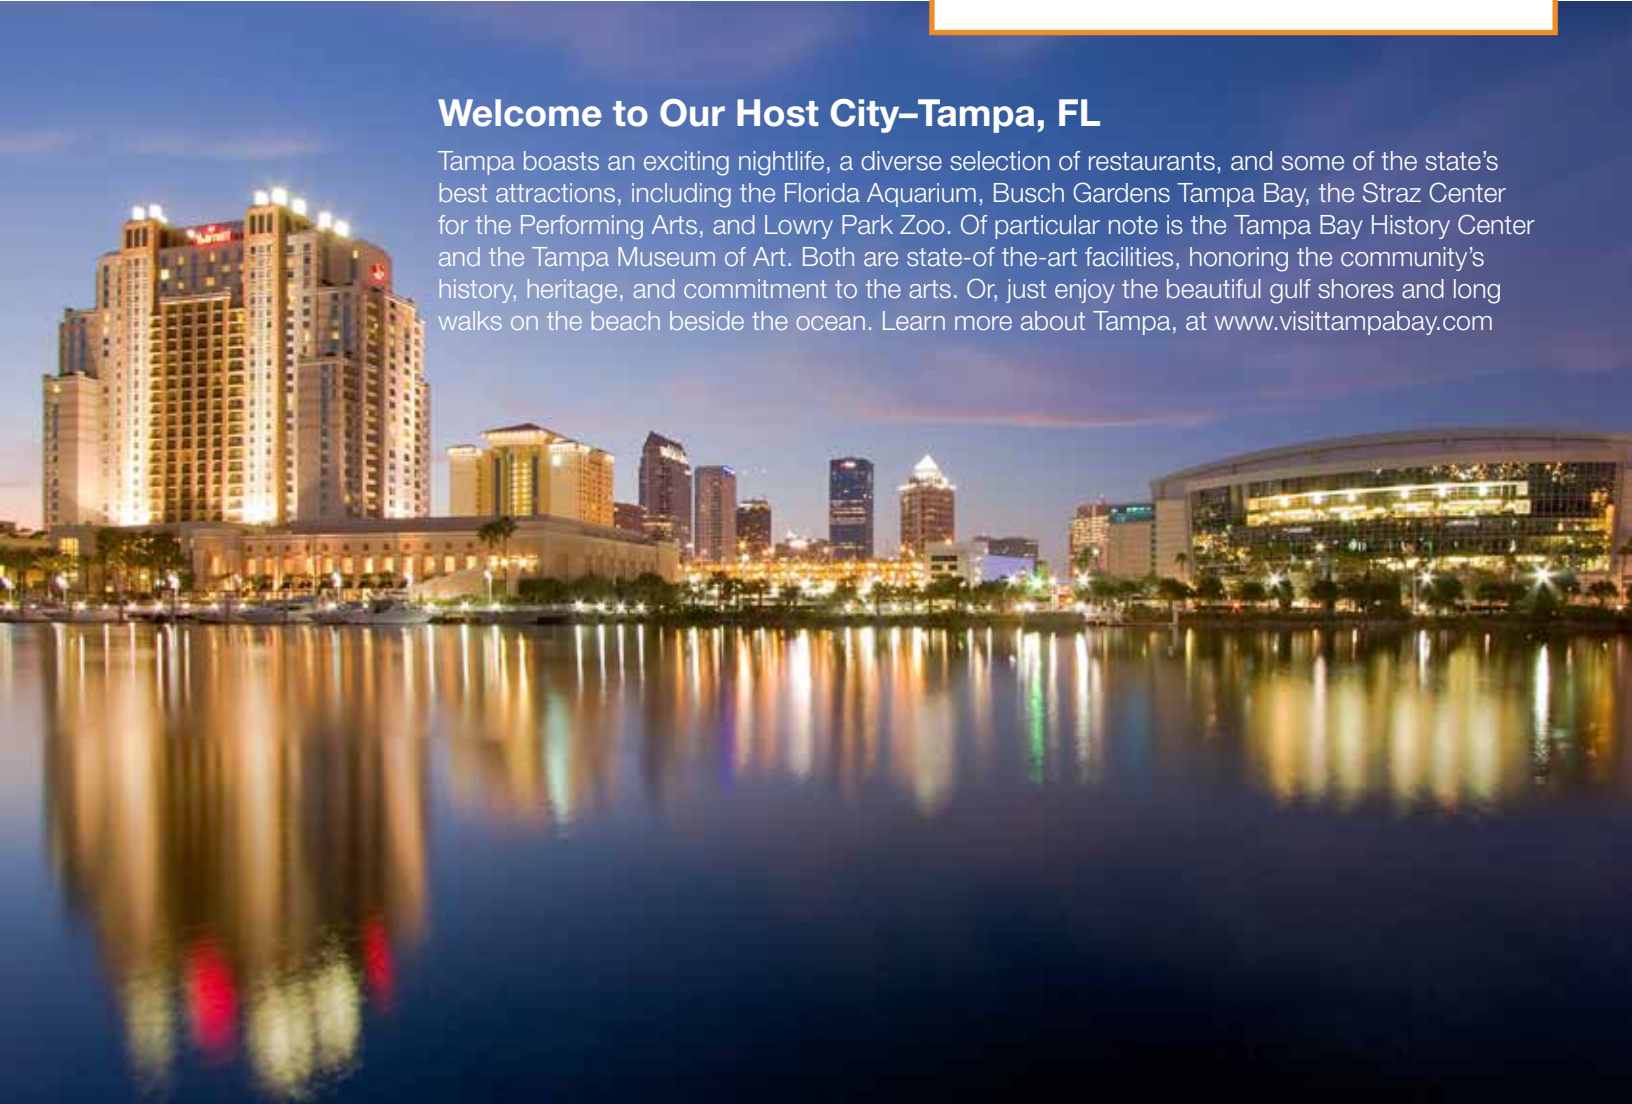 Welcome to Our Host City–Tampa, FL
Tampa boasts an exciting nightlife, a diverse selection of restaurants, and some of the state’s
best attractions, including the Florida Aquarium, Busch Gardens Tampa Bay, the Straz Center
for the Performing Arts, and Lowry Park Zoo. Of particular note is the Tampa Bay History Center
and the Tampa Museum of Art. Both are state-of the-art facilities, honoring the community’s
history, heritage, and commitment to the arts. Or, just enjoy the beautiful gulf shores and long
walks on the beach beside the ocean. Learn more about Tampa, at www.visittampabay.com
Marriott